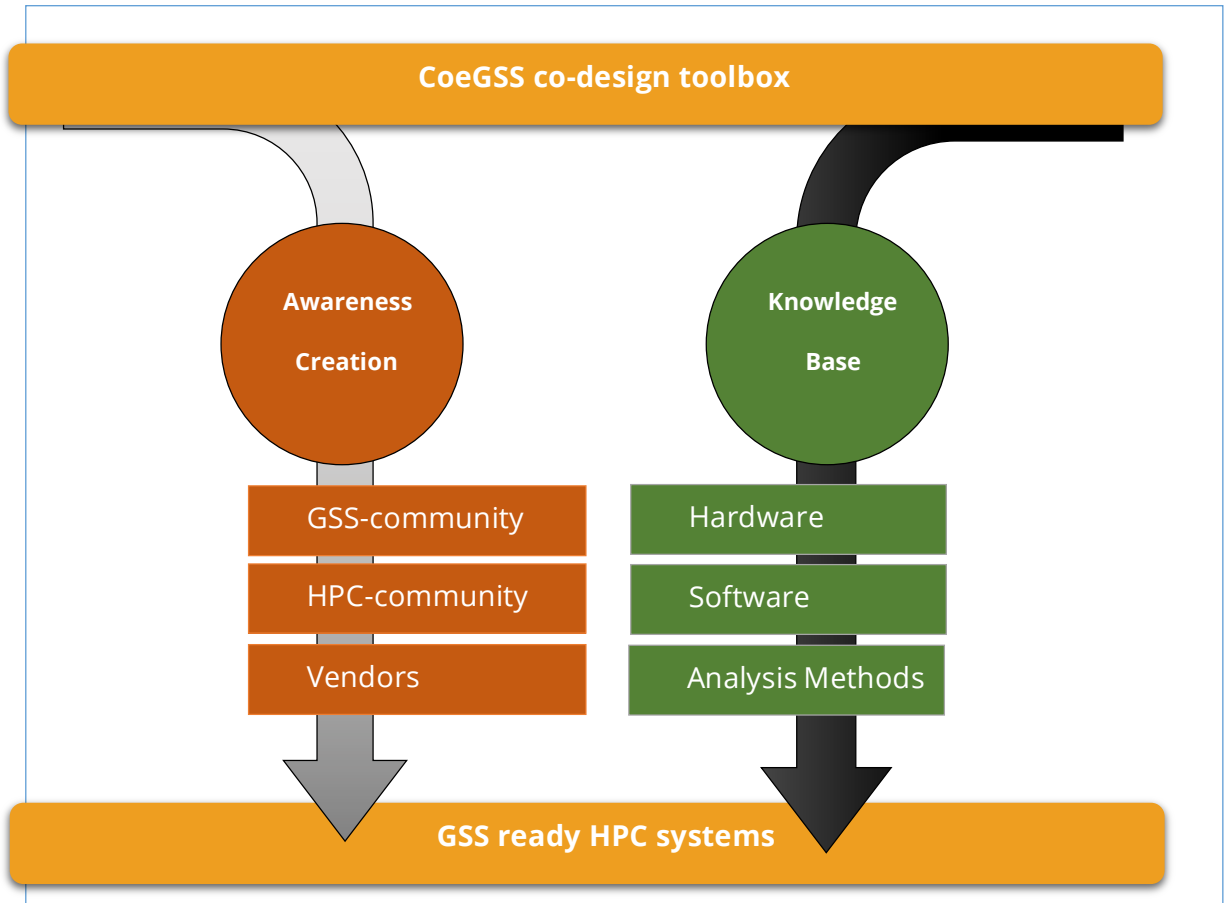 CoeGSS co-design toolbox
Awareness
Creation
Knowledge
Base
GSS-community
HPC-community
Vendors
Hardware
Software
Analysis Methods
GSS ready HPC systems